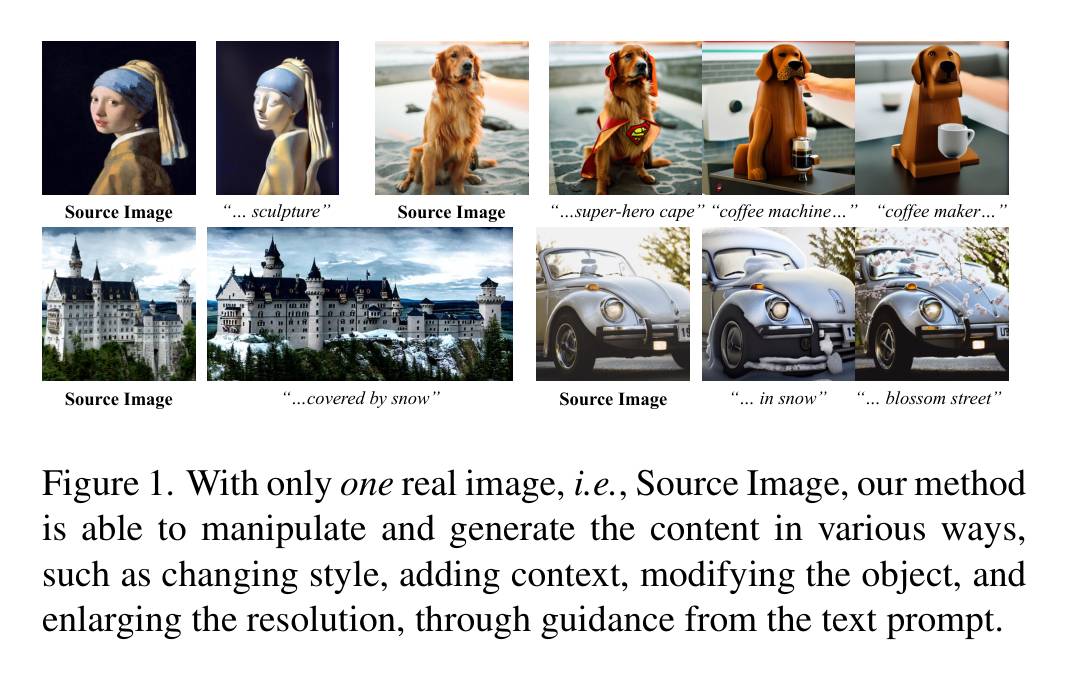 Source Image
“... sculpture”
Source Image
“...super-hero cape”
“coffee machine...”
“coffee maker...”
Source Image
“...covered by snow”
Source Image
“... in snow”
“... blossom street”
Figure 1. With only one real image, i.e., Source Image, our method
is able to manipulate and generate the content in various ways,
such as changing style, adding context, modifying the object, and
enlarging the resolution, through guidance from the text prompt.